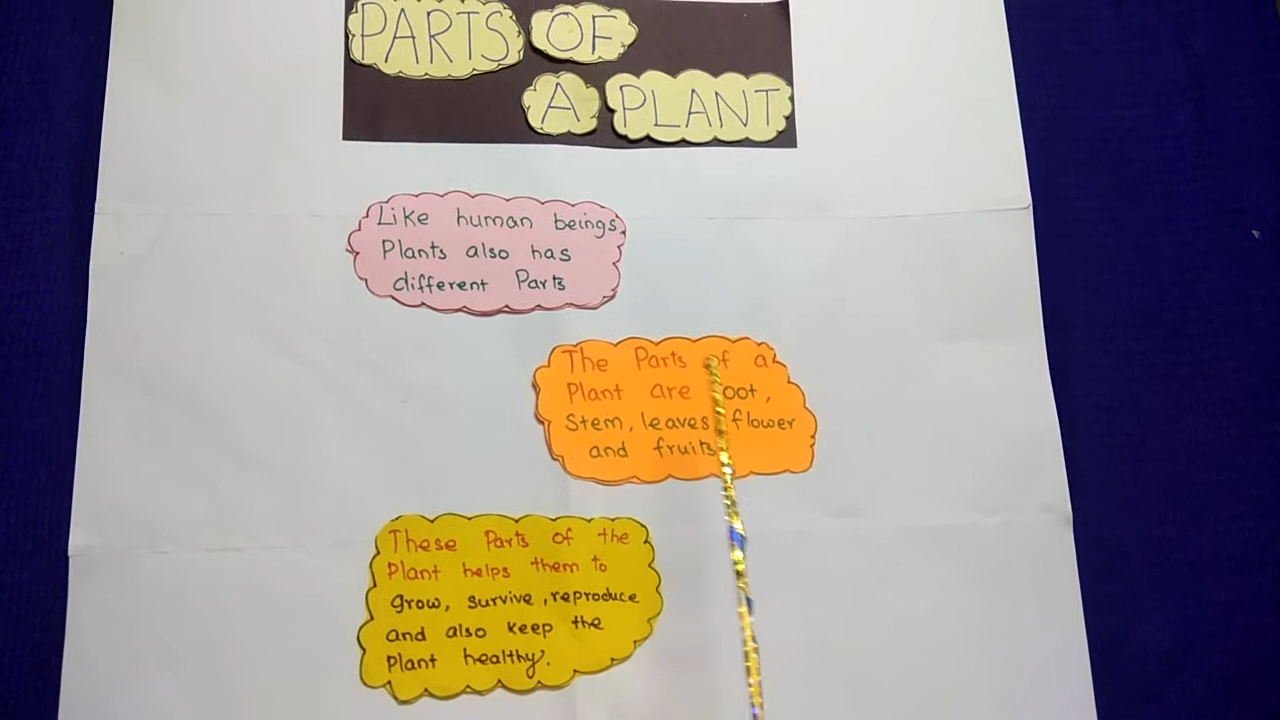 PARTS OF
A PLANT
Like human beings,
Plants also has
different Parts
The Parts of a
Plant are oot,
Stem, leaves flower
and fruits
These Parts of the
Plant helps them to
grow, survive, reproduce
and also keep the
plant healthy.